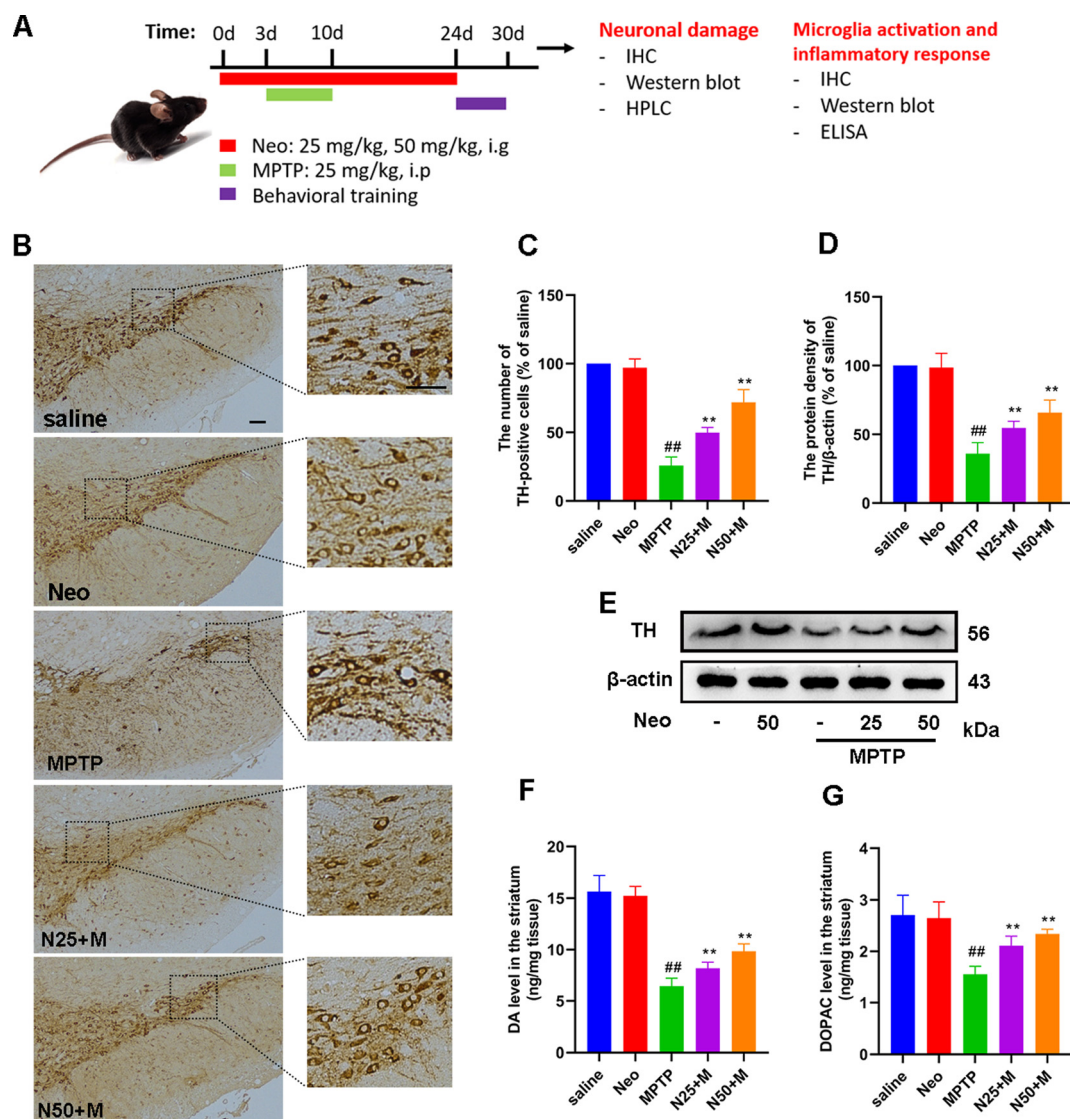 A
Time:
0d 3d 10d 24d 30d
Neo: 25 mg/kg, 50 mg/kg, i.g
MPTP: 25 mg/kg, i.p
Behavioral training
Neuronal damage
- IHC
- Western blot
- HPLC
Microglia activation and
inflammatory response
- IHC
- Western blot
- ELISA
B
saline
Neo
MPTP
N25+M
N50+M
C
The number of
TH-positive cells (% of saline)
150
100
50
0
##
**
**
saline Neo MPTP N25+M N50+M
D
The protein density of
TH/β-actin (% of saline)
150
100
50
0
##
**
**
saline Neo MPTP N25+M N50+M
E
TH 56
β-actin 43
Neo - 50 - 25 50 kDa
MPTP
F
DA level in the striatum
(ng/mg tissue)
20
15
10
5
0
##
**
**
saline Neo MPTP N25+M N50+M
G
DOPAC level in the striatum
(ng/mg tissue)
4
3
2
1
0
##
**
**
saline Neo MPTP N25+M N50+M